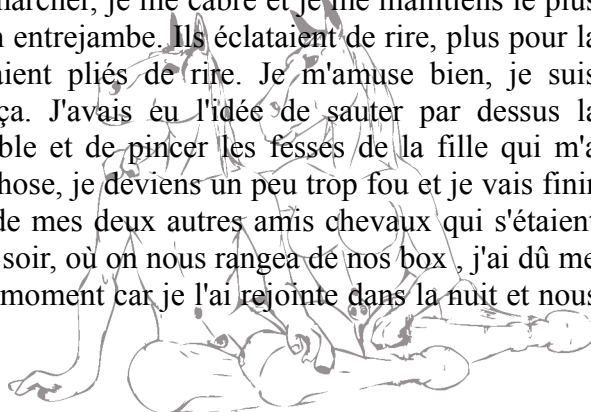 marcher, je me cabre et je me maintiens le plus
entrejambe. Ils éclataient de rire, plus pour la
aient pliés de rire. Je m'amuse bien, je suis
ça. J'avais eu l'idée de sauter par dessus la
ble et de pincer les fesses de la fille qui m'a
hose, je deviens un peu trop fou et je vais finir
de mes deux autres amis chevaux qui s'étaient
soir, où on nous rangea de nos box , j'ai dû me
moment car je l'ai rejointe dans la nuit et nous